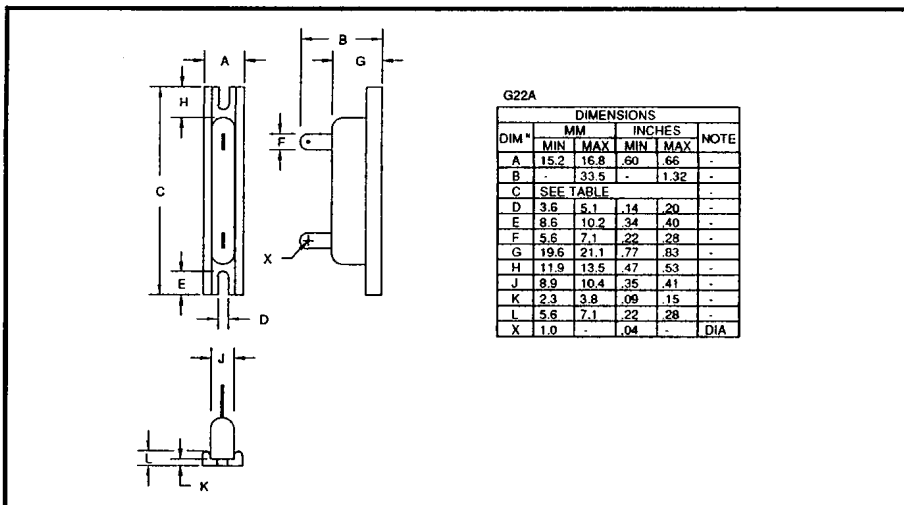 A
B
G
H
F
C
X
E
D
J
L
K
G22A
DIMENSIONS
DIM" MM INCHES NOTE
MIN MAX MIN MAX
A 15.2 16.8 .60 .66 -
B - 33.5 - 1.32 -
C SEE TABLE -
D 3.6 5.1 .14 .20 -
E 8.6 10.2 .34 .40 -
F 5.6 7.1 .22 .28 -
G 19.6 21.1 .77 .83 -
H 11.9 13.5 .47 .53 -
J 8.9 10.4 .35 .41 -
K 2.3 3.8 .09 .15 -
L 5.6 7.1 .22 .28 -
X 1.0 - .04 - DIA